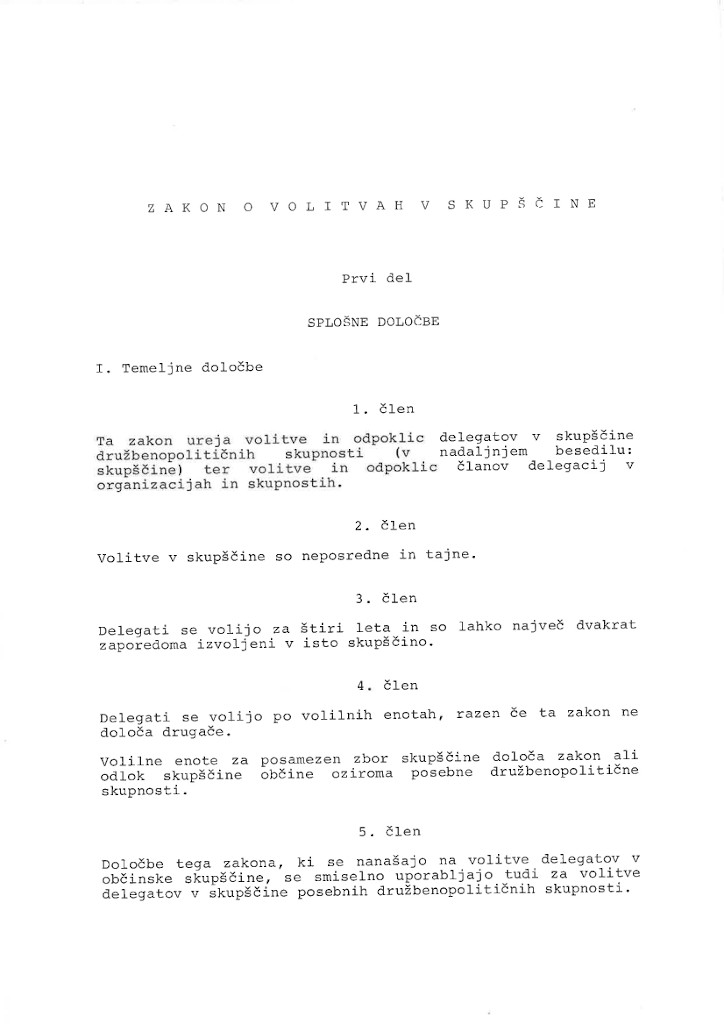 ZAKON O VOLITVAH V SKUPŠČINE
Prvi del
SPLOŠNE DOLOČBE
I. Temeljne določbe
1. člen
Ta zakon ureja volitve in odpoklic delegatov v skupščine
družbenopolitičnih skupnosti (v nadaljnjem besedilu:
skupščine) ter volitve in odpoklic članov delegacij v
organizacijah in skupnostih.
2. člen
Volitve v skupščine so neposredne in tajne.
3. člen
Delegati se volijo za štiri leta in so lahko največ dvakrat
zaporedoma izvoljeni v isto skupščino.
4. člen
Delegati se volijo po volilnih enotah, razen če ta zakon ne
določa drugače.
Volilne enote za posamezen zbor skupščine določa zakon ali
odlok skupščine občine oziroma posebne družbenopolitične
skupnosti.
5. člen
Določbe tega zakona, ki se nanašajo na volitve delegatov v
občinske skupščine, se smiselno uporabljajo tudi za volitve
delegatov v skupščine posebnih družbenopolitičnih skupnosti.